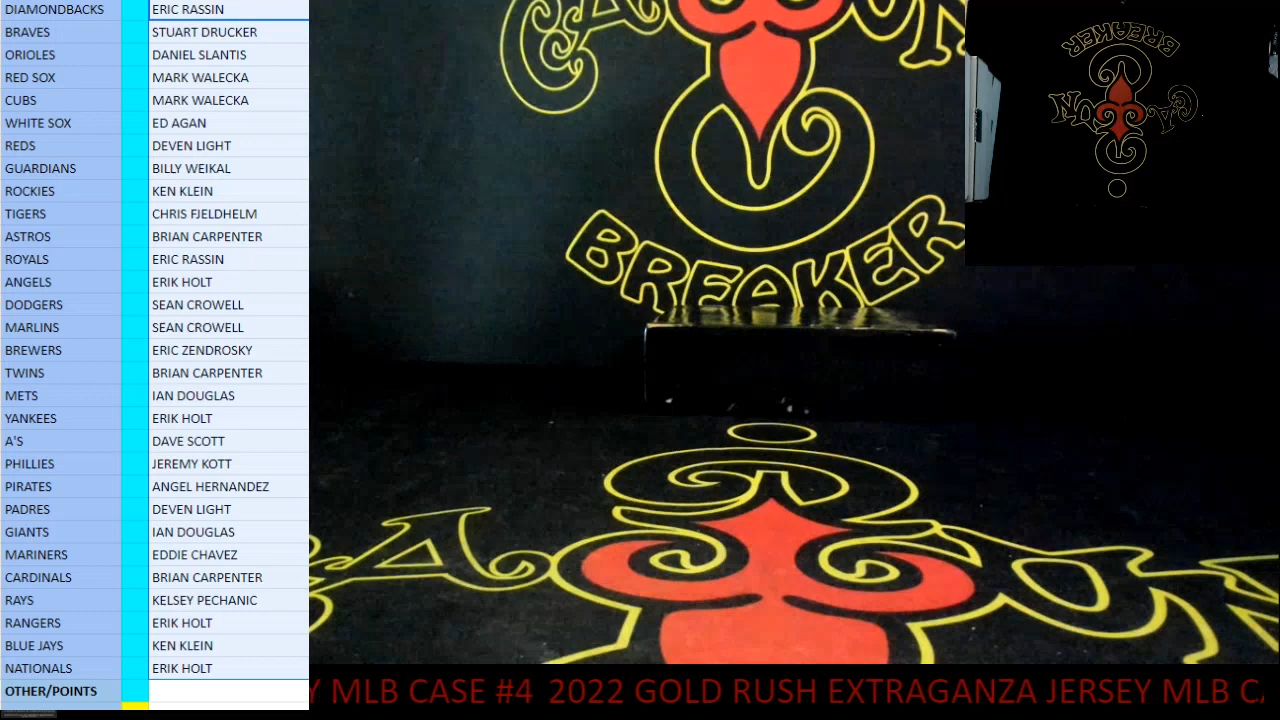 DIAMONDBACKS ERIC RASSIN
BRAVES STUART DRUCKER
ORIOLES DANIEL SLANTIS
RED SOX MARK WALECKA
CUBS MARK WALECKA
WHITE SOX ED AGAN
REDS DEVEN LIGHT
GUARDIANS BILLY WEIKAL
ROCKIES KEN KLEIN
TIGERS CHRIS FJELDHELM
ASTROS BRIAN CARPENTER
ROYALS ERIC RASSIN
ANGELS ERIK HOLT
DODGERS SEAN CROWELL
MARLINS SEAN CROWELL
BREWERS ERIC ZENDROSKY
TWINS BRIAN CARPENTER
METS IAN DOUGLAS
YANKEES ERIK HOLT
A'S DAVE SCOTT
PHILLIES JEREMY KOTT
PIRATES ANGEL HERNANDEZ
PADRES DEVEN LIGHT
GIANTS IAN DOUGLAS
MARINERS EDDIE CHAVEZ
CARDINALS BRIAN CARPENTER
RAYS KELSEY PECHANIC
RANGERS ERIK HOLT
BLUE JAYS KEN KLEIN
NATIONALS ERIK HOLT
OTHER/POINTS
BREAKER
BREAKER
Y MLB CASE #4 2022 GOLD RUSH EXTRAGANZA JERSEY MLB CA